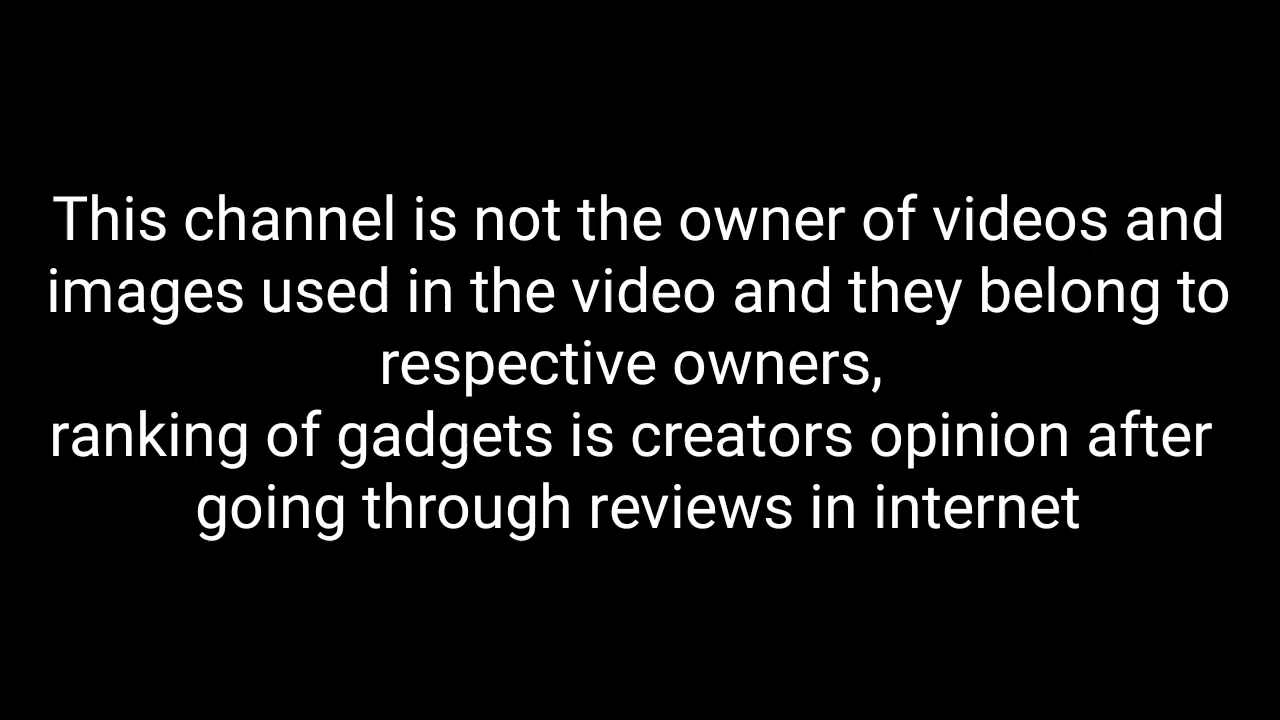 This channel is not the owner of videos and
images used in the video and they belong to
respective owners,
ranking of gadgets is creators opinion after
going through reviews in internet